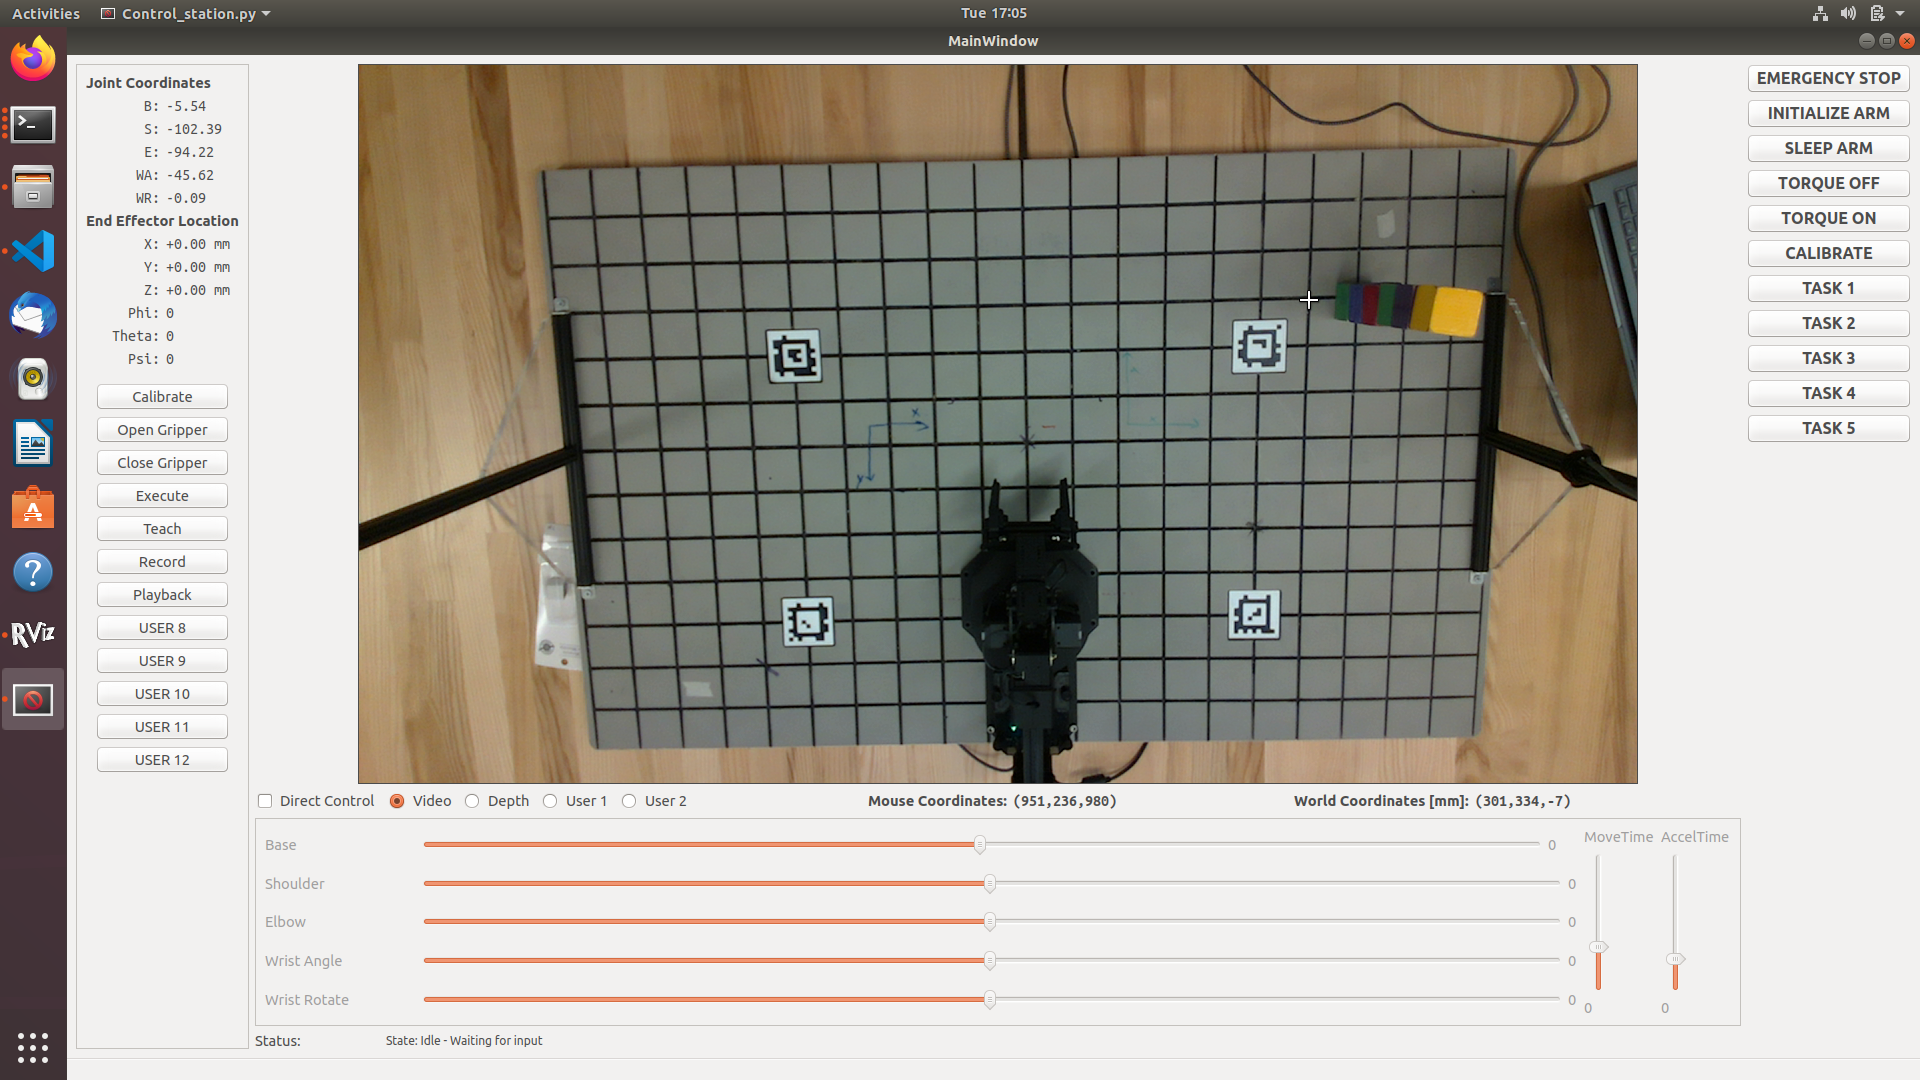 Activities Control_station.py Tue 17:05
MainWindow
Joint Coordinates
B: -5.54
S: -102.39
E: -94.22
WA: -45.62
WR: -0.09
End Effector Location
X: +0.00 mm
Y: +0.00 mm
Z: +0.00 mm
Phi: 0
Theta: 0
Psi: 0
Calibrate
Open Gripper
Close Gripper
Execute
Teach
Record
Playback
USER 8
USER 9
USER 10
USER 11
USER 12
RViz
x
y
EMERGENCY STOP
INITIALIZE ARM
SLEEP ARM
TORQUE OFF
TORQUE ON
CALIBRATE
TASK 1
TASK 2
TASK 3
TASK 4
TASK 5
Direct Control Video Depth User 1 User 2 Mouse Coordinates: (951,236,980) World Coordinates [mm]: (301,334,-7)
MoveTime AccelTime
Base 0
Shoulder 0
Elbow 0
Wrist Angle 0
Wrist Rotate 0
0 0
Status: State: Idle - Waiting for input